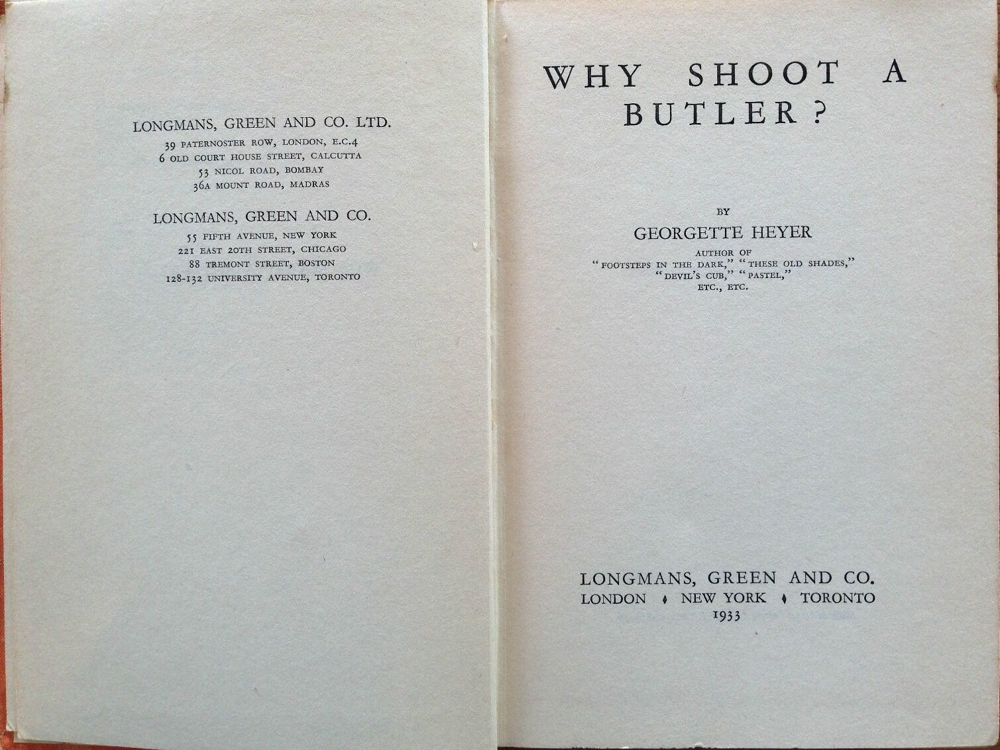 LONGMANS, GREEN AND CO. LTD.
39 PATERNOSTER ROW, LONDON, E.C.4
6 OLD COURT HOUSE STREET, CALCUTTA
53 NICOL ROAD, BOMBAY
36A MOUNT ROAD, MADRAS
LONGMANS, GREEN AND CO.
55 FIFTH AVENUE, NEW YORK
221 EAST 20TH STREET, CHICAGO
88 TREMONT STREET, BOSTON
128-132 UNIVERSITY AVENUE, TORONTO
WHY SHOOT A
BUTLER?
BY
GEORGETTE HEYER
AUTHOR OF
“FOOTSTEPS IN THE DARK,” “THESE OLD SHADES,”
“DEVIL'S CUB,” “PASTEL,”
ETC., ETC.
LONGMANS, GREEN AND CO.
LONDON ♦ NEW YORK ♦ TORONTO
1933